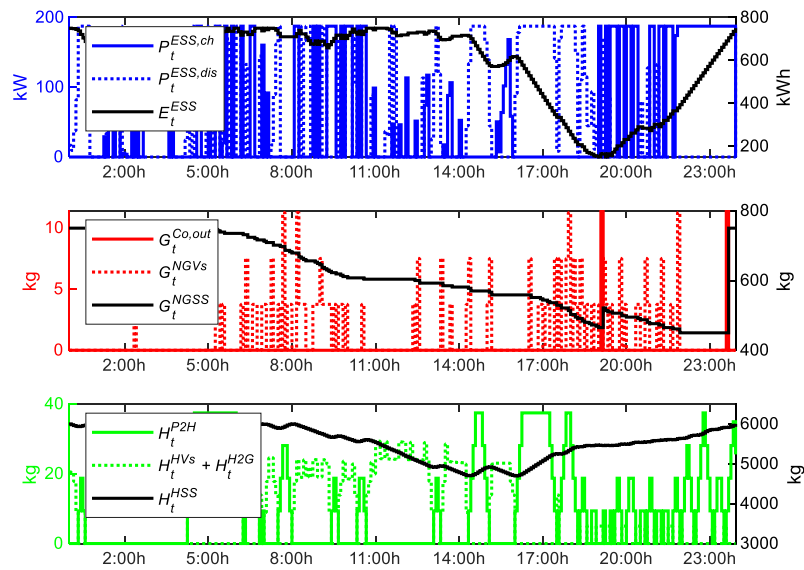 200
100
0
kW
P_t^{ESS,ch}
P_t^{ESS,dis}
E_t^{ESS}
800
600
400
200
kWh
2:00h 5:00h 8:00h 11:00h 14:00h 17:00h 20:00h 23:00h
10
5
0
kg
G_t^{Co,out}
G_t^{NGVs}
G_t^{NGSS}
800
600
400
kg
2:00h 5:00h 8:00h 11:00h 14:00h 17:00h 20:00h 23:00h
40
20
0
kg
H_t^{P2H}
H_t^{HVs} + H_t^{H2G}
H_t^{HSS}
6000
5000
4000
3000
kg
2:00h 5:00h 8:00h 11:00h 14:00h 17:00h 20:00h 23:00h